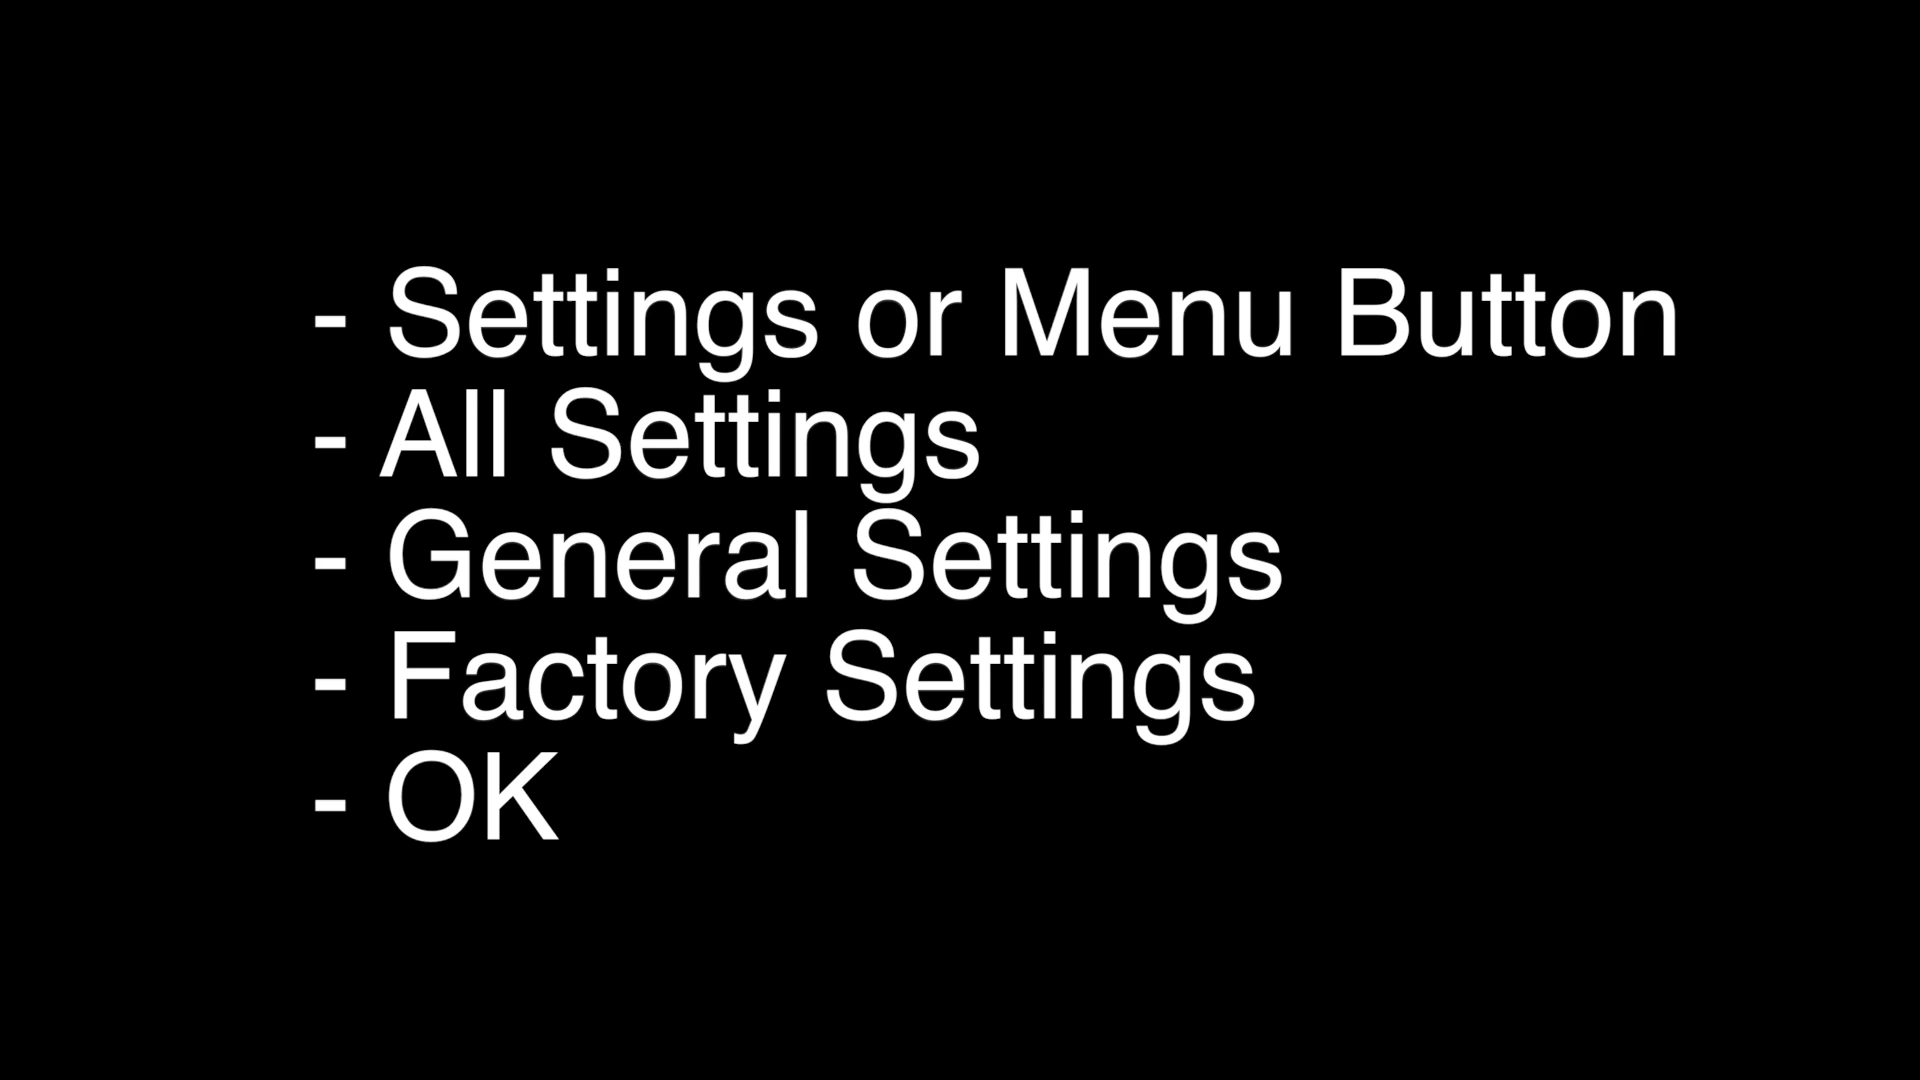 - Settings or Menu Button
- All Settings
- General Settings
- Factory Settings
- OK